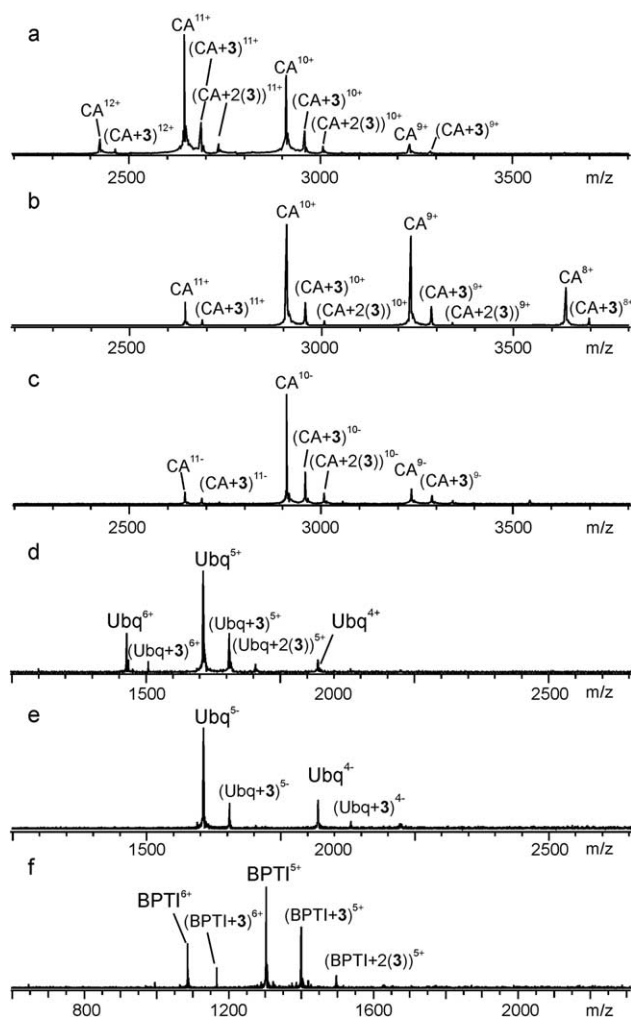 a
CA¹¹⁺
(CA+3)¹¹⁺
(CA+2(3))¹¹⁺
CA¹⁰⁺
(CA+3)¹⁰⁺
(CA+2(3))¹⁰⁺
CA¹²⁺
(CA+3)¹²⁺
CA⁹⁺
(CA+3)⁹⁺
2500 3000 3500 m/z
b
CA¹⁰⁺
CA⁹⁺
CA¹¹⁺
(CA+3)¹¹⁺
(CA+3)¹⁰⁺
(CA+2(3))¹⁰⁺
(CA+3)⁹⁺
(CA+2(3))⁹⁺
CA⁸⁺
(CA+3)⁸⁺
2500 3000 3500 m/z
c
CA¹⁰⁻
(CA+3)¹⁰⁻
(CA+2(3))¹⁰⁻
CA¹¹⁻
(CA+3)¹¹⁻
CA⁹⁻
(CA+3)⁹⁻
2500 3000 3500 m/z
d
Ubq⁵⁺
Ubq⁶⁺
(Ubq+3)⁶⁺
(Ubq+3)⁵⁺
(Ubq+2(3))⁵⁺
Ubq⁴⁺
1500 2000 2500 m/z
e
Ubq⁵⁻
(Ubq+3)⁵⁻
Ubq⁴⁻
(Ubq+3)⁴⁻
1500 2000 2500 m/z
f
BPTI⁵⁺
BPTI⁶⁺
(BPTI+3)⁶⁺
(BPTI+3)⁵⁺
(BPTI+2(3))⁵⁺
800 1200 1600 2000 m/z